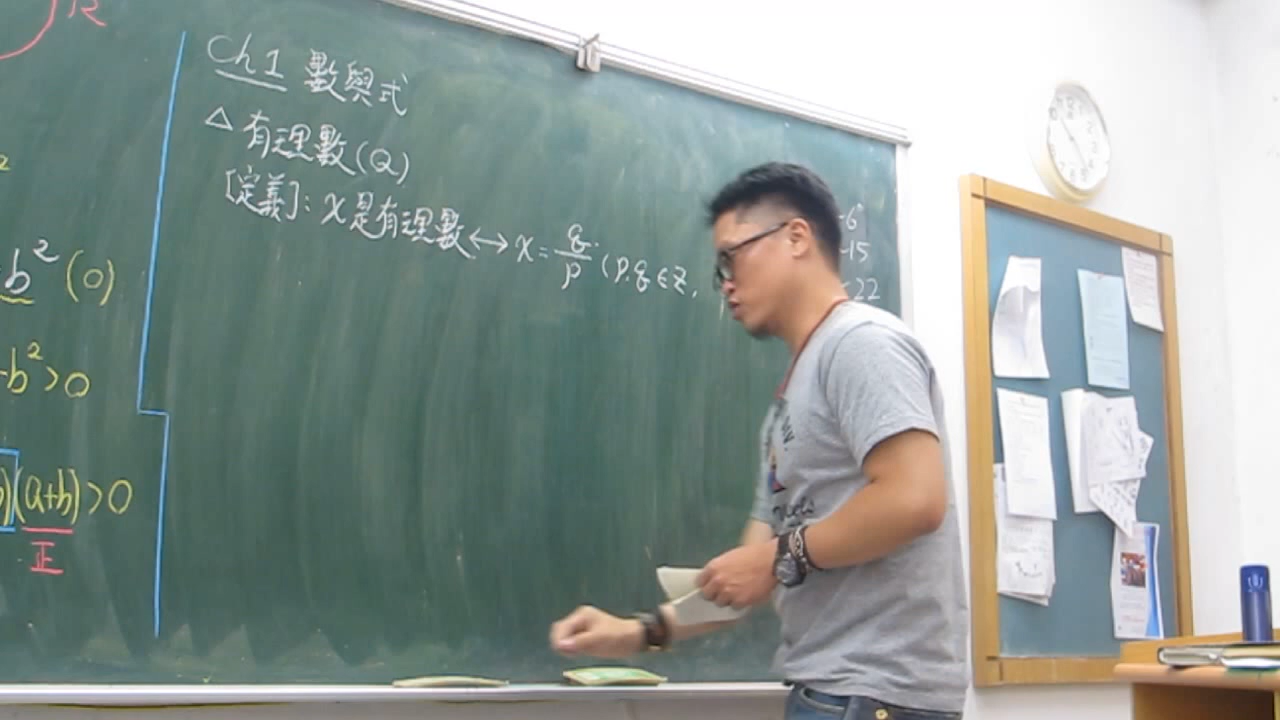 R
2
b² (0)
b²>0
)(a+b)>0
正
Ch1 數與式
△ 有理數(Q)
[定義]: x是有理數↔x=q/p (p,q∈Z,
-6
-15
-22